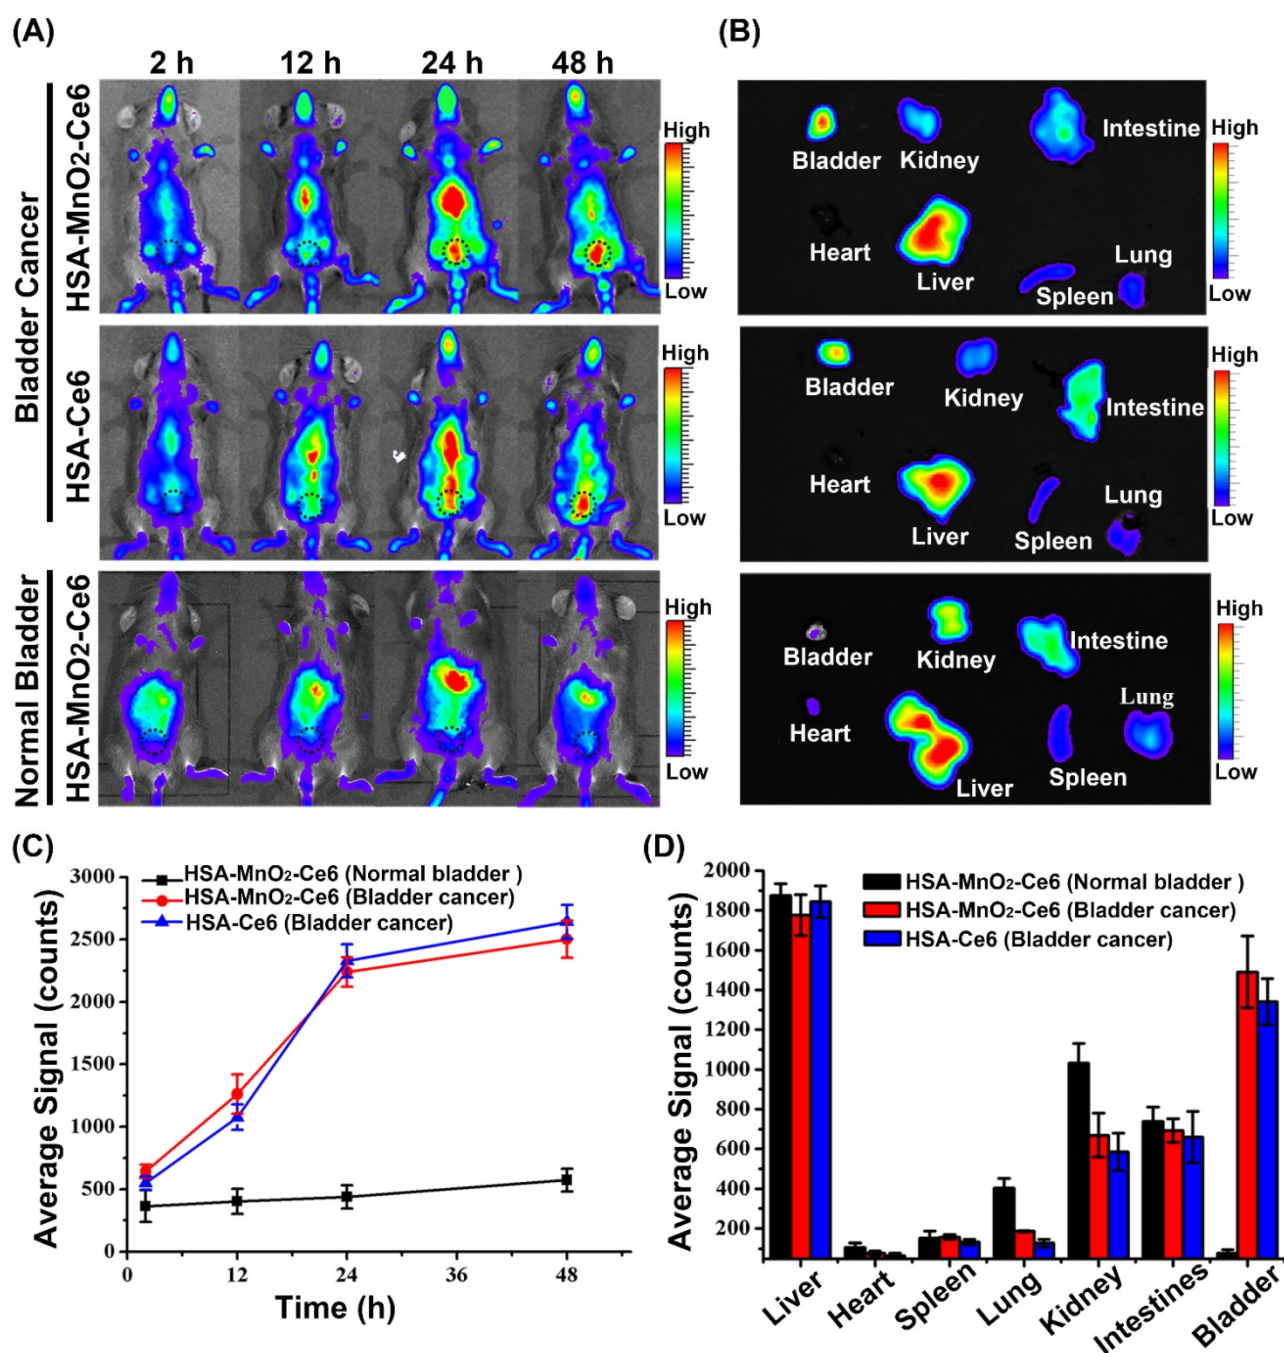 (A)
2 h 12 h 24 h 48 h
Bladder Cancer
HSA-MnO2-Ce6
High
Low
HSA-Ce6
High
Low
Normal Bladder
HSA-MnO2-Ce6
High
Low
(B)
Bladder Kidney Intestine
Heart Liver Spleen Lung
High
Low
Bladder Kidney Intestine
Heart Liver Spleen Lung
High
Low
Bladder Kidney Intestine
Heart Liver Spleen Lung
High
Low
(C)
HSA-MnO2-Ce6 (Normal bladder )
HSA-MnO2-Ce6 (Bladder cancer)
HSA-Ce6 (Bladder cancer)
Average Signal (counts)
3000
2500
2000
1500
1000
500
0
0 12 24 36 48
Time (h)
(D)
HSA-MnO2-Ce6 (Normal bladder )
HSA-MnO2-Ce6 (Bladder cancer)
HSA-Ce6 (Bladder cancer)
Average Signal (counts)
2000
1800
1600
1400
1200
1000
800
600
400
200
Liver Heart Spleen Lung Kidney Intestines Bladder